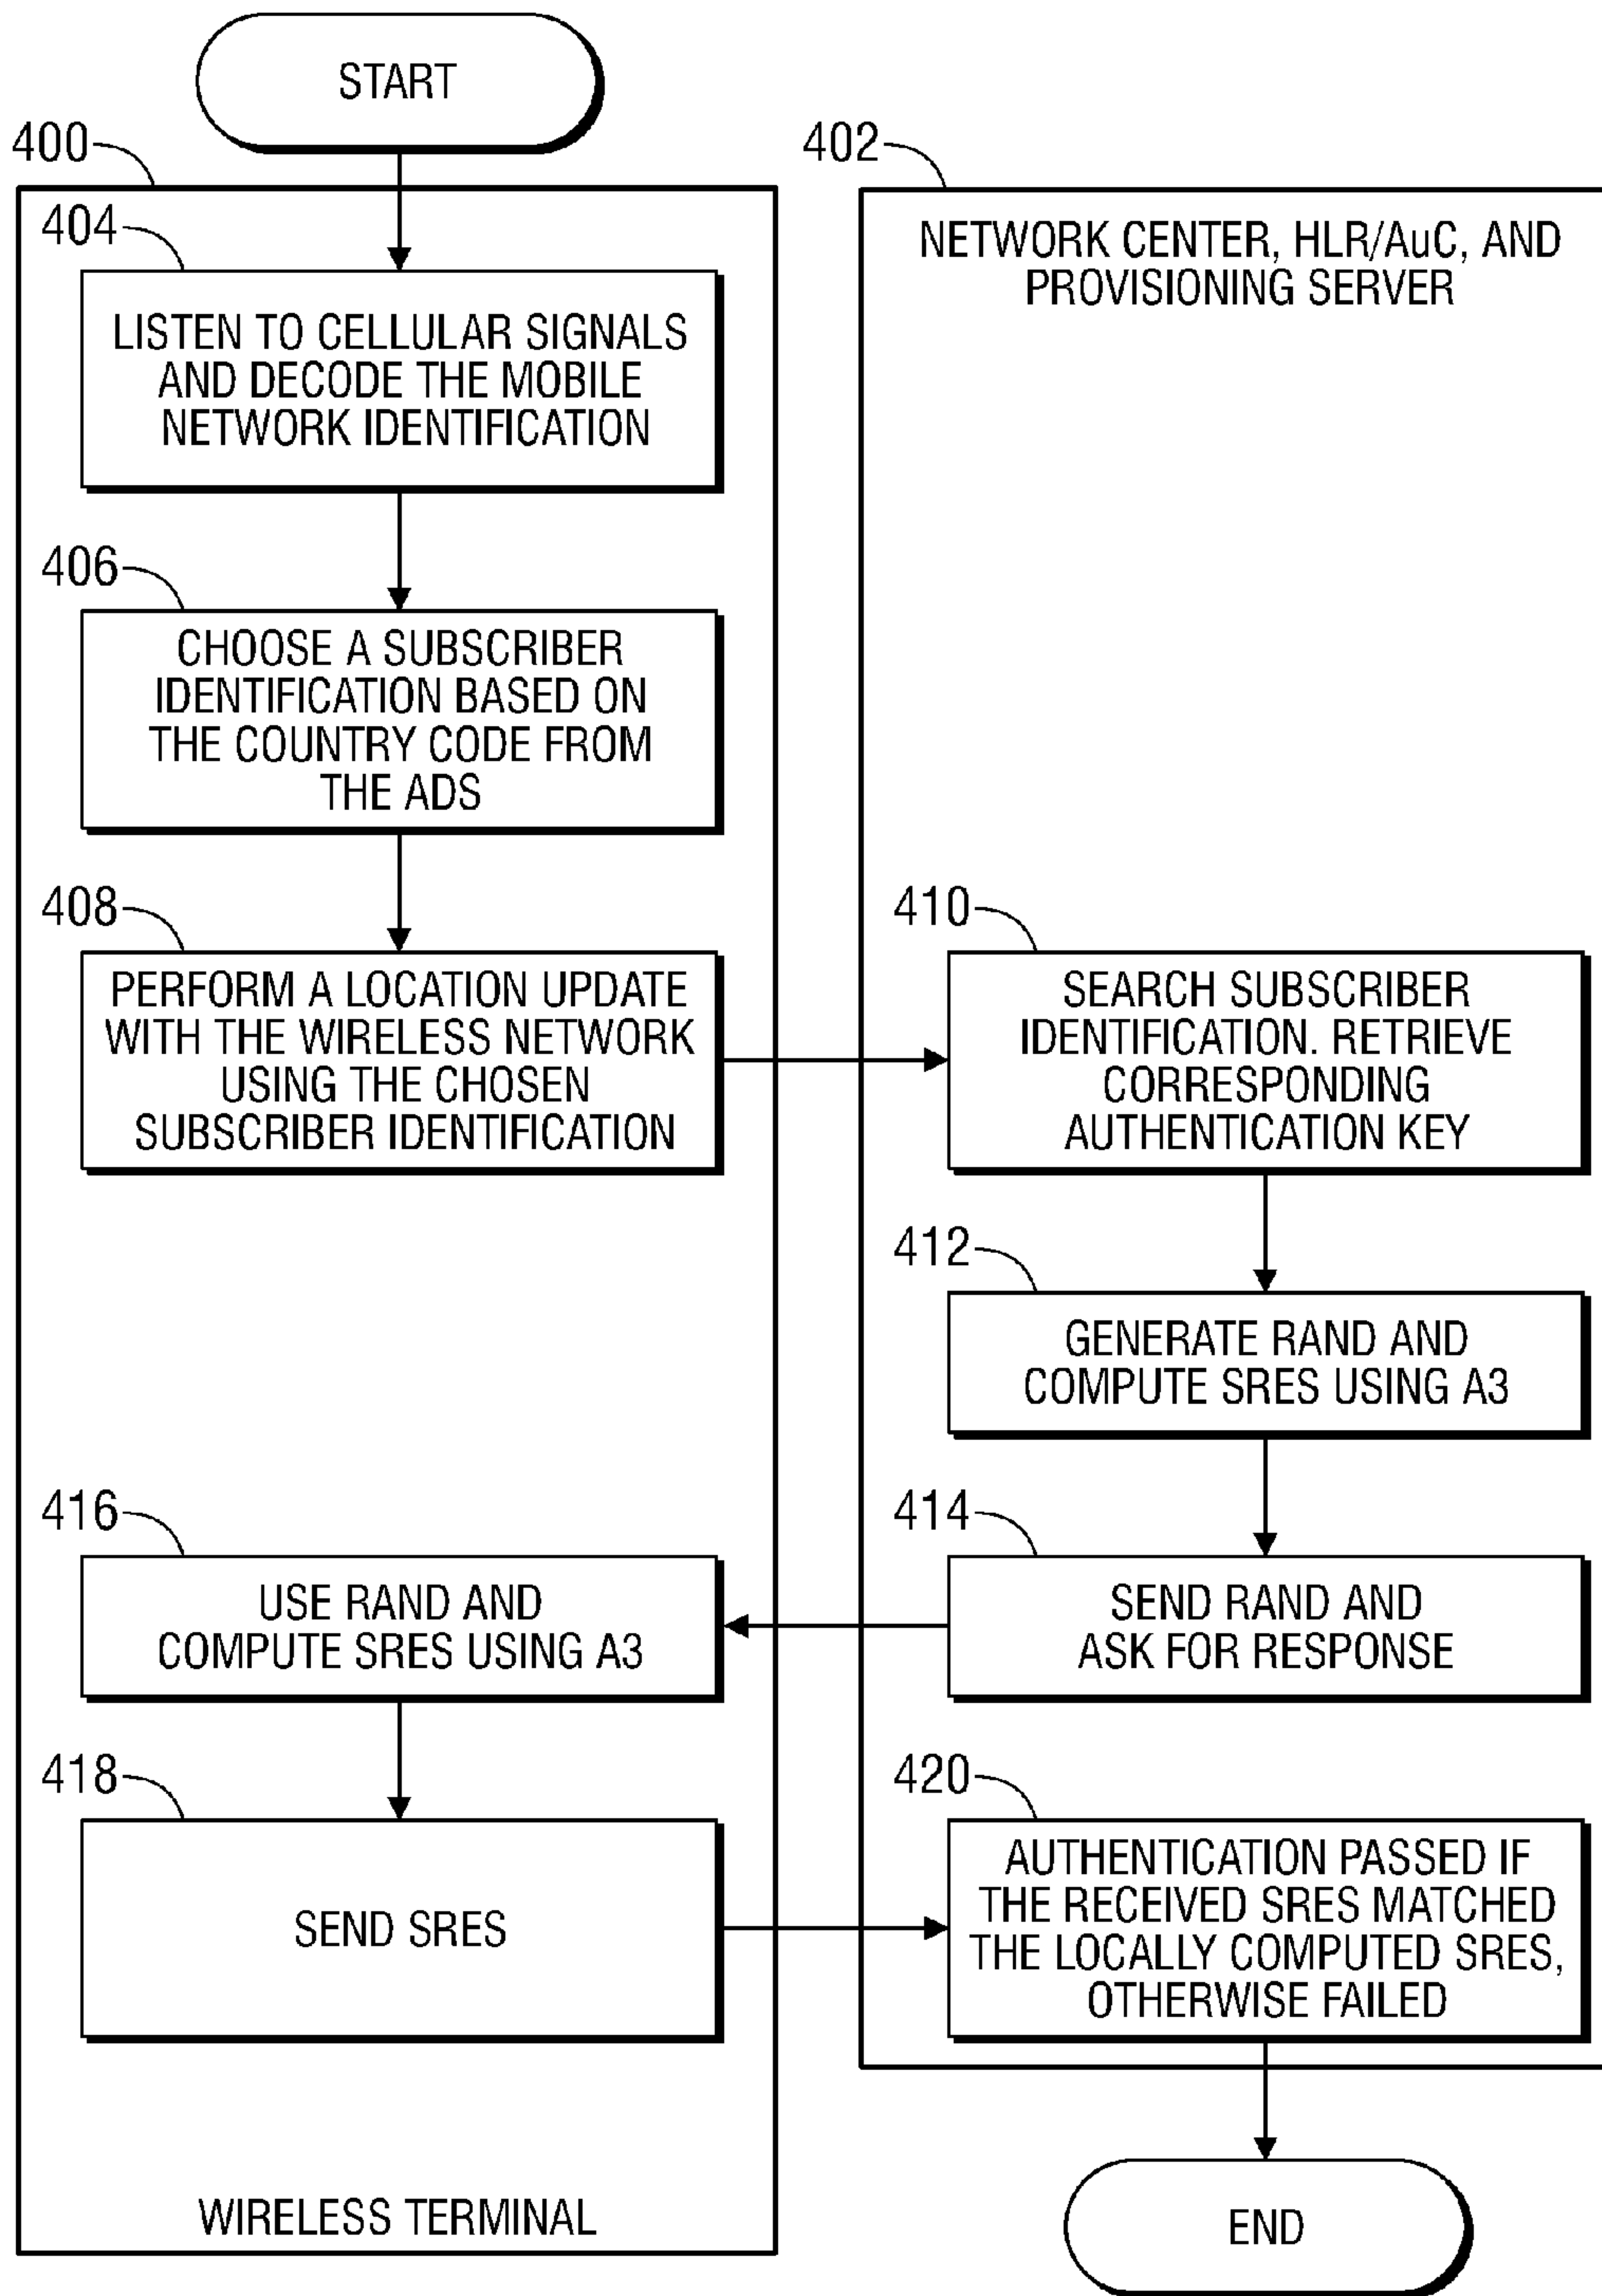 START
400
402
404
NETWORK CENTER, HLR/AuC, AND
PROVISIONING SERVER
LISTEN TO CELLULAR SIGNALS
AND DECODE THE MOBILE
NETWORK IDENTIFICATION
406
CHOOSE A SUBSCRIBER
IDENTIFICATION BASED ON
THE COUNTRY CODE FROM
THE ADS
408
PERFORM A LOCATION UPDATE
WITH THE WIRELESS NETWORK
USING THE CHOSEN
SUBSCRIBER IDENTIFICATION
410
SEARCH SUBSCRIBER
IDENTIFICATION. RETRIEVE
CORRESPONDING
AUTHENTICATION KEY
412
GENERATE RAND AND
COMPUTE SRES USING A3
414
SEND RAND AND
ASK FOR RESPONSE
416
USE RAND AND
COMPUTE SRES USING A3
418
SEND SRES
420
AUTHENTICATION PASSED IF
THE RECEIVED SRES MATCHED
THE LOCALLY COMPUTED SRES,
OTHERWISE FAILED
WIRELESS TERMINAL
END